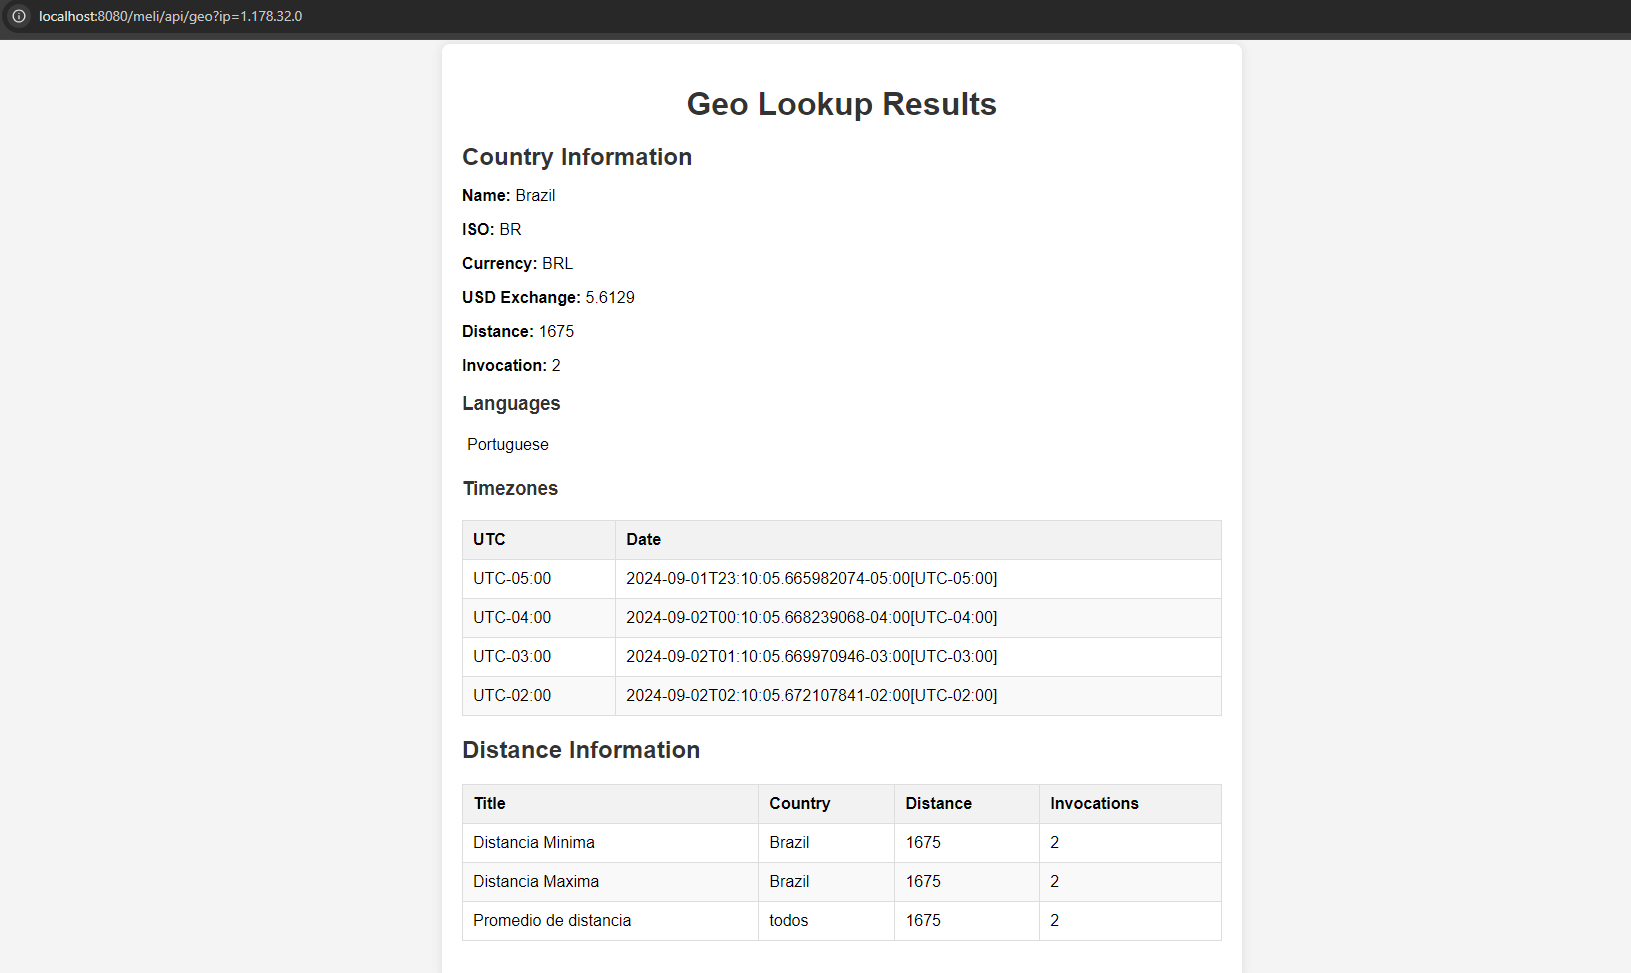 localhost:8080/meli/api/geo?ip=1.178.32.0
Geo Lookup Results
Country Information
Name: Brazil
ISO: BR
Currency: BRL
USD Exchange: 5.6129
Distance: 1675
Invocation: 2
Languages
Portuguese
Timezones
UTC Date
UTC-05:00 2024-09-01T23:10:05.665982074-05:00[UTC-05:00]
UTC-04:00 2024-09-02T00:10:05.668239068-04:00[UTC-04:00]
UTC-03:00 2024-09-02T01:10:05.669970946-03:00[UTC-03:00]
UTC-02:00 2024-09-02T02:10:05.672107841-02:00[UTC-02:00]
Distance Information
Title Country Distance Invocations
Distancia Minima Brazil 1675 2
Distancia Maxima Brazil 1675 2
Promedio de distancia todos 1675 2